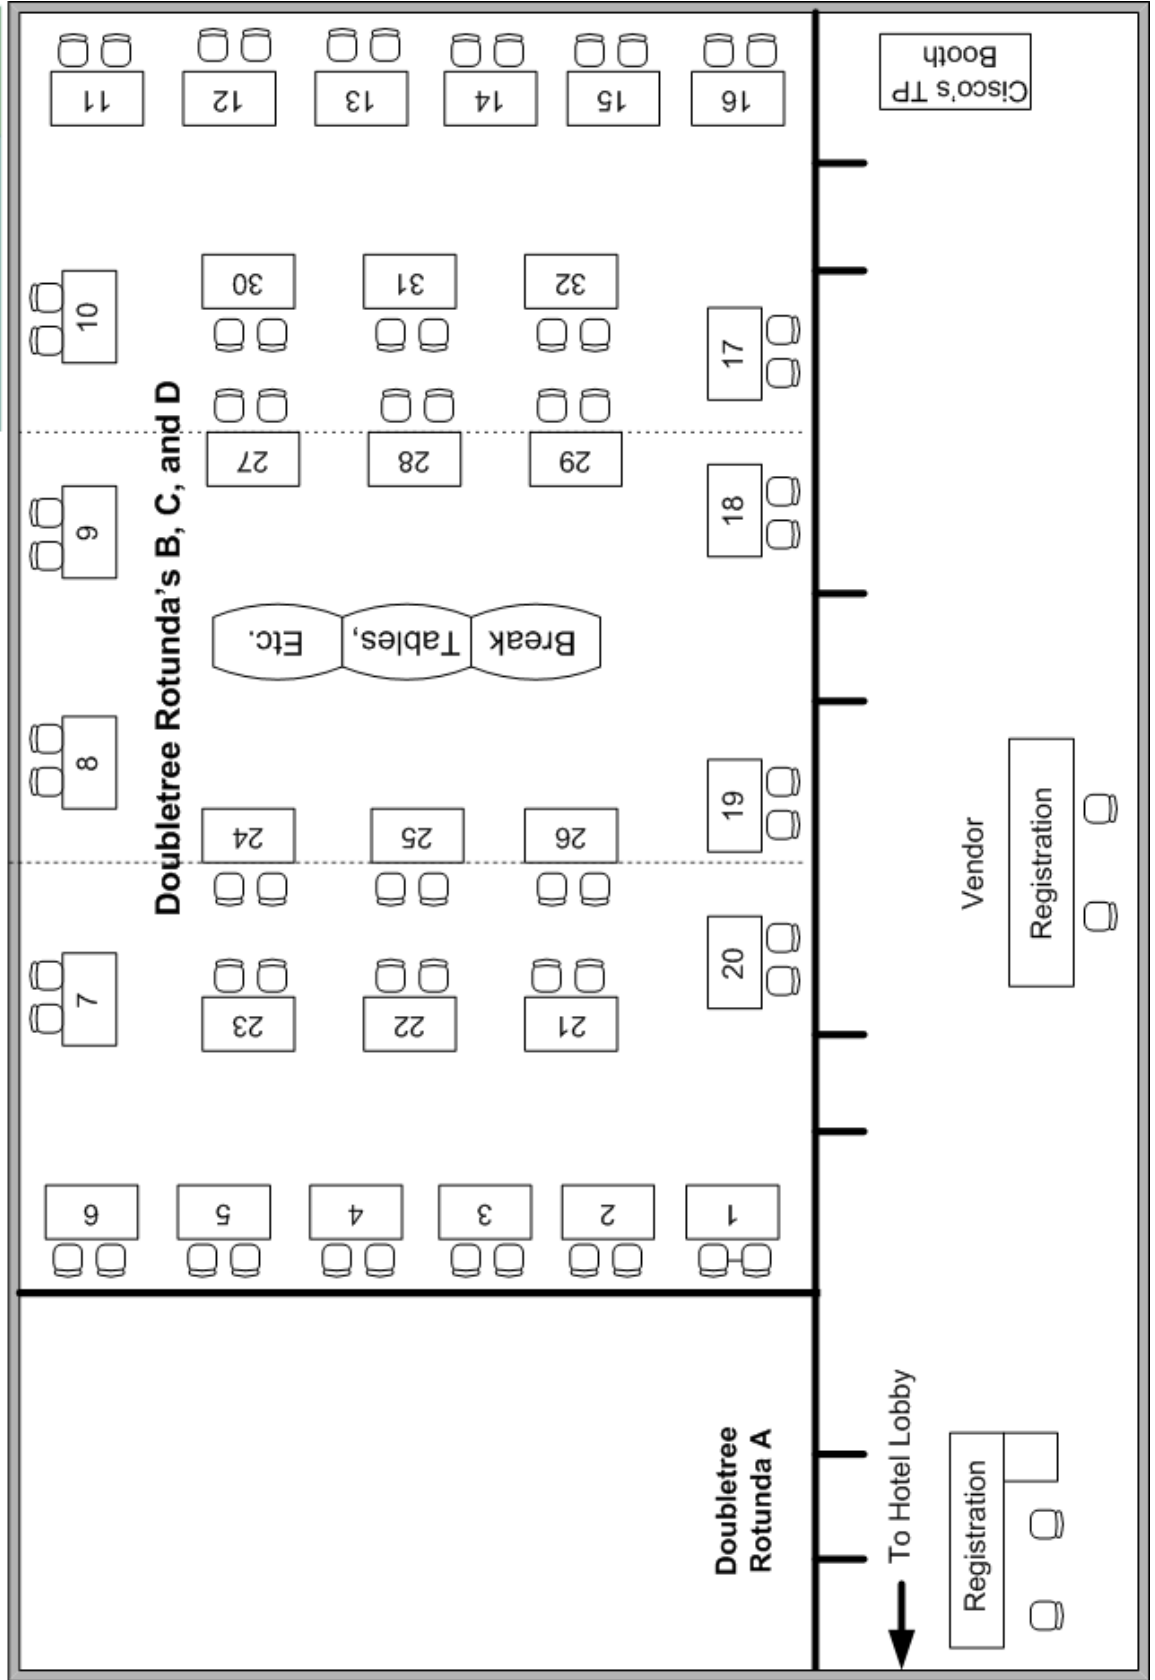 11
12
13
14
15
16
Cisco's TP
Booth
10
30
31
32
17
27
28
29
9
18
Doubletree Rotunda's B, C, and D
Break
Tables,
Etc.
8
24
25
26
19
7
23
22
21
20
Vendor
Registration
6
5
4
3
2
1
Doubletree
Rotunda A
To Hotel Lobby
Registration